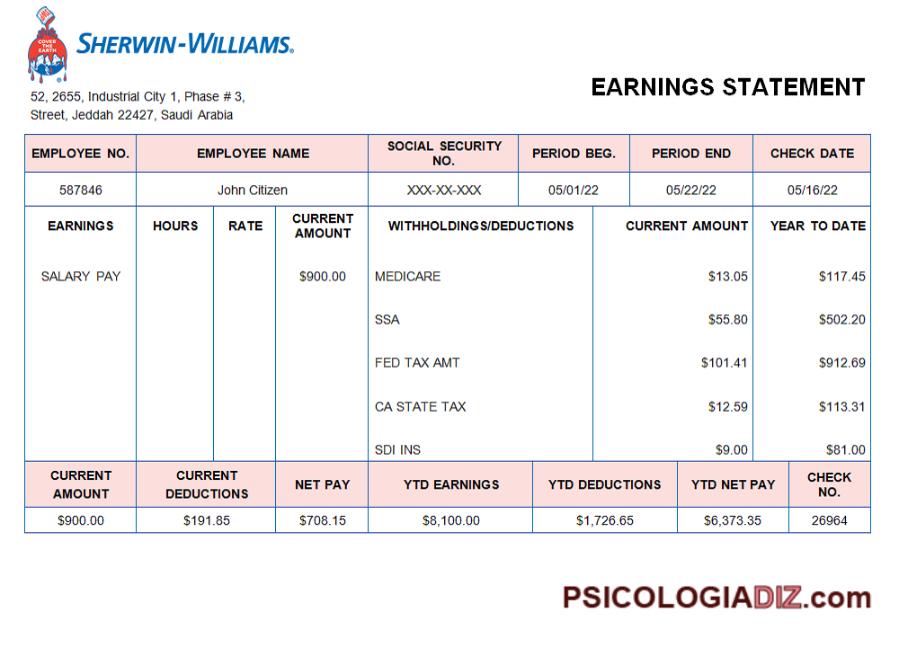 COVER
THE
EARTH
SHERWIN-WILLIAMS.
52, 2655, Industrial City 1, Phase # 3,
Street, Jeddah 22427, Saudi Arabia
EARNINGS STATEMENT
EMPLOYEE NO. EMPLOYEE NAME SOCIAL SECURITY NO. PERIOD BEG. PERIOD END CHECK DATE
587846 John Citizen XXX-XX-XXX 05/01/22 05/22/22 05/16/22
EARNINGS HOURS RATE CURRENT AMOUNT WITHHOLDINGS/DEDUCTIONS CURRENT AMOUNT YEAR TO DATE
SALARY PAY $900.00 MEDICARE $13.05 $117.45
SSA $55.80 $502.20
FED TAX AMT $101.41 $912.69
CA STATE TAX $12.59 $113.31
SDI INS $9.00 $81.00
CURRENT AMOUNT CURRENT DEDUCTIONS NET PAY YTD EARNINGS YTD DEDUCTIONS YTD NET PAY CHECK NO.
$900.00 $191.85 $708.15 $8,100.00 $1,726.65 $6,373.35 26964
PSICOLOGIADIZ.com